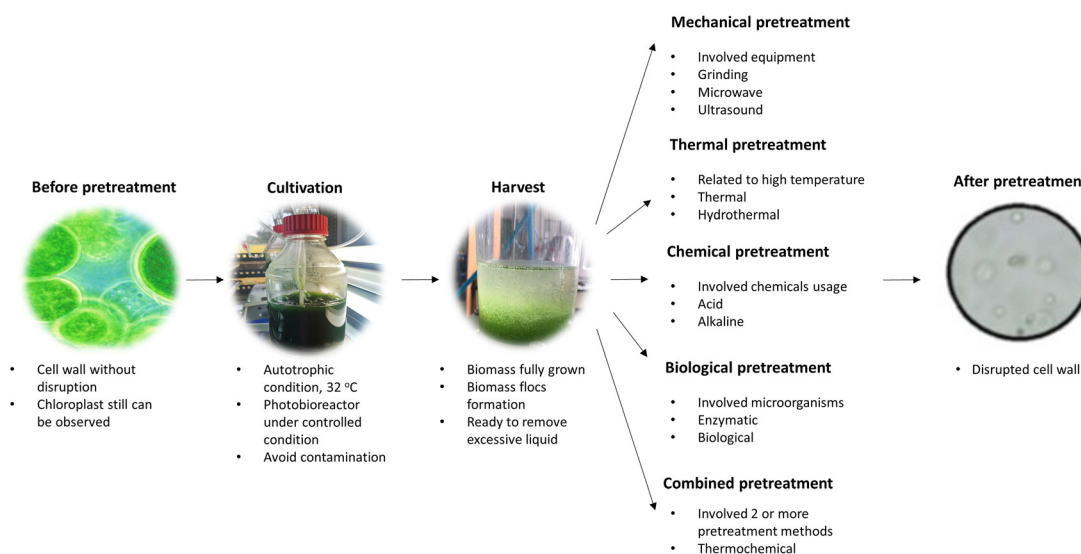 Before pretreatment
• Cell wall without
disruption
• Chloroplast still can
be observed
Cultivation
• Autotrophic
condition, 32 ºC
• Photobioreactor
under controlled
condition
• Avoid contamination
Harvest
• Biomass fully grown
• Biomass flocs
formation
• Ready to remove
excessive liquid
Mechanical pretreatment
• Involved equipment
• Grinding
• Microwave
• Ultrasound
Thermal pretreatment
• Related to high temperature
• Thermal
• Hydrothermal
Chemical pretreatment
• Involved chemicals usage
• Acid
• Alkaline
Biological pretreatment
• Involved microorganisms
• Enzymatic
• Biological
Combined pretreatment
• Involved 2 or more
pretreatment methods
• Thermochemical
After pretreatmen
• Disrupted cell wall